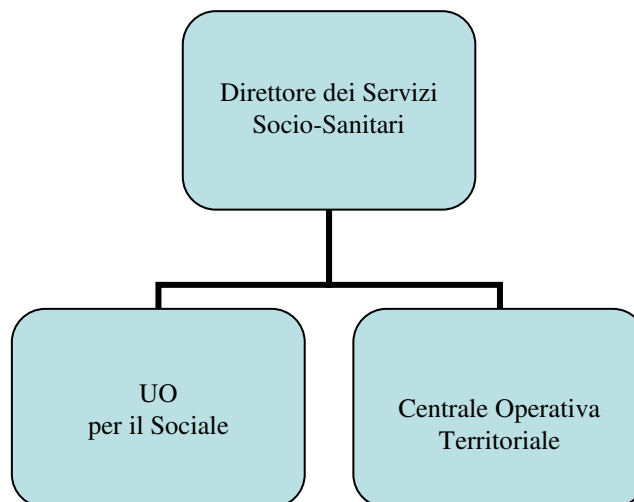 Direttore dei Servizi
Socio-Sanitari
UO
per il Sociale
Centrale Operativa
Territoriale